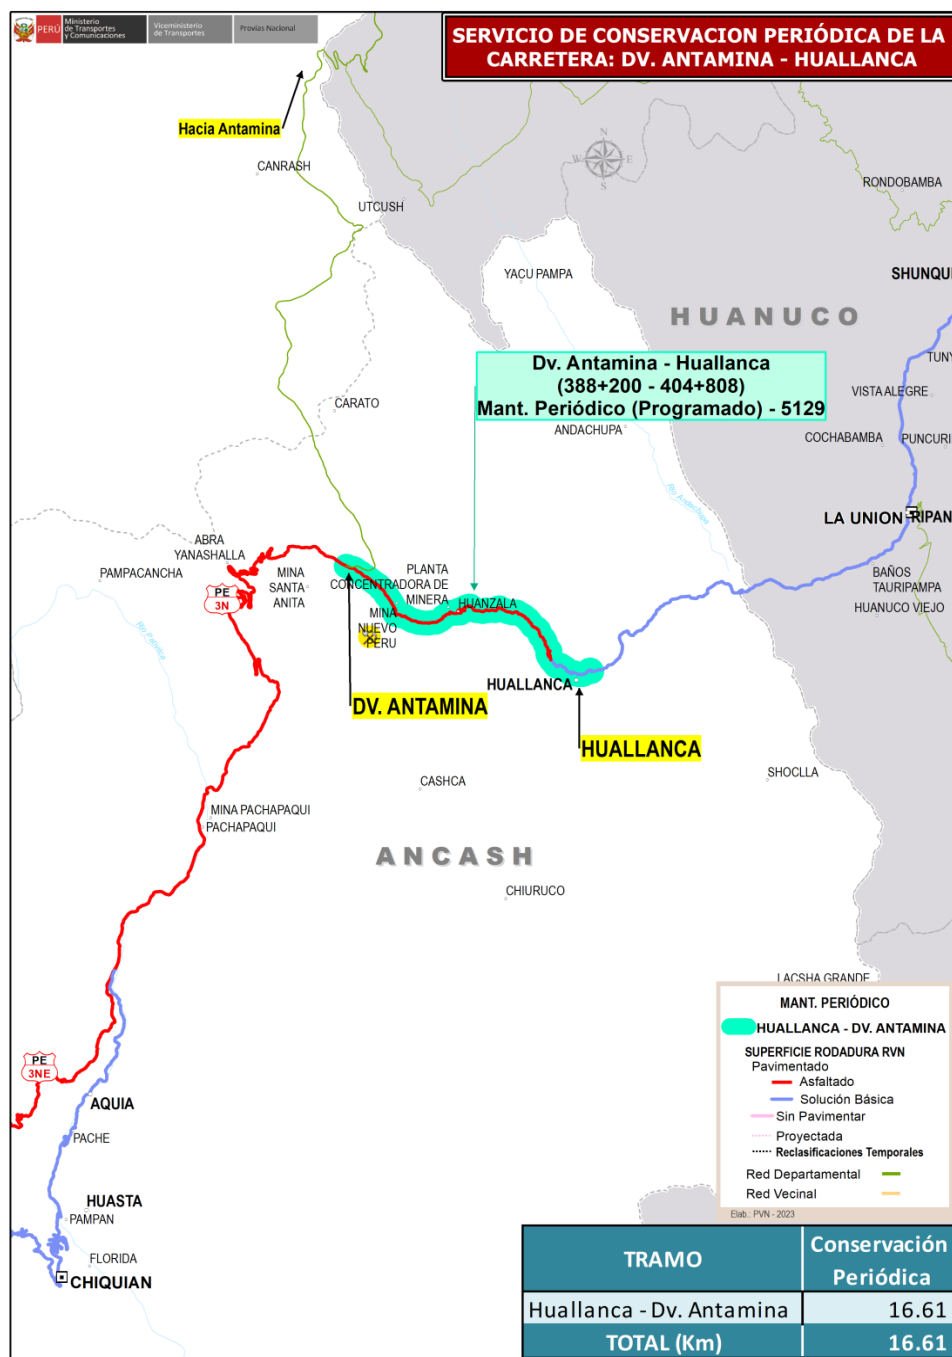 PERÚ
Ministerio
de Transportes
y Comunicaciones
Viceministerio
de Transportes
Provias Nacional
SERVICIO DE CONSERVACION PERIÓDICA DE LA
CARRETERA: DV. ANTAMINA - HUALLANCA
Hacia Antamina
CANRASH
UTCUSH
N
W
E
S
RONDOBAMBA
YACU PAMPA
SHUNQUI
HUANUCO
Dv. Antamina - Huallanca
(388+200 - 404+808)
Mant. Periódico (Programado) - 5129
TUNY
VISTA ALEGRE
CARATO
ANDACHUPA
COCHABAMBA
PUNCURI
Río Andachupa
LA UNION
RIPAN
ABRA
YANASHALLA
PAMPACANCHA
MINA
SANTA
ANITA
PLANTA
CONCENTRADORA DE
MINERA
HUANZALA
BAÑOS
TAURIPAMPA
HUANUCO VIEJO
PE
3N
MINA
NUEVO
PERU
Río Pativilca
HUALLANCA
DV. ANTAMINA
HUALLANCA
CASHCA
SHOCLLA
MINA PACHAPAQUI
PACHAPAQUI
ANCASH
CHIURUCO
LACSHA GRANDE
MANT. PERIÓDICO
HUALLANCA - DV. ANTAMINA
SUPERFICIE RODADURA RVN
Pavimentado
Asfaltado
Solución Básica
Sin Pavimentar
Proyectada
Reclasificaciones Temporales
Red Departamental
Red Vecinal
Elab.: PVN - 2023
PE
3NE
AQUIA
PACHE
HUASTA
PAMPAN
FLORIDA
CHIQUIAN
TRAMO
Conservación
Periódica
Huallanca - Dv. Antamina 16.61
TOTAL (Km) 16.61